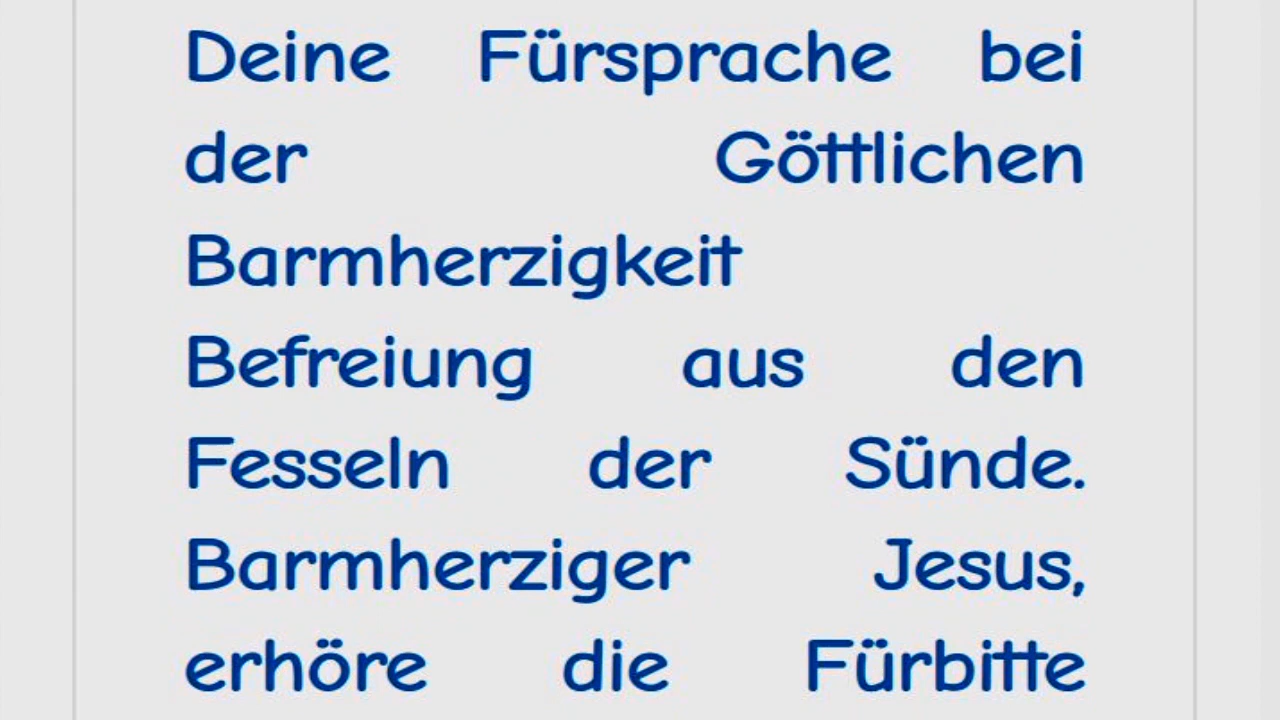 Deine Fürsprache bei
der Göttlichen
Barmherzigkeit
Befreiung aus den
Fesseln der Sünde.
Barmherziger Jesus,
erhöre die Fürbitte